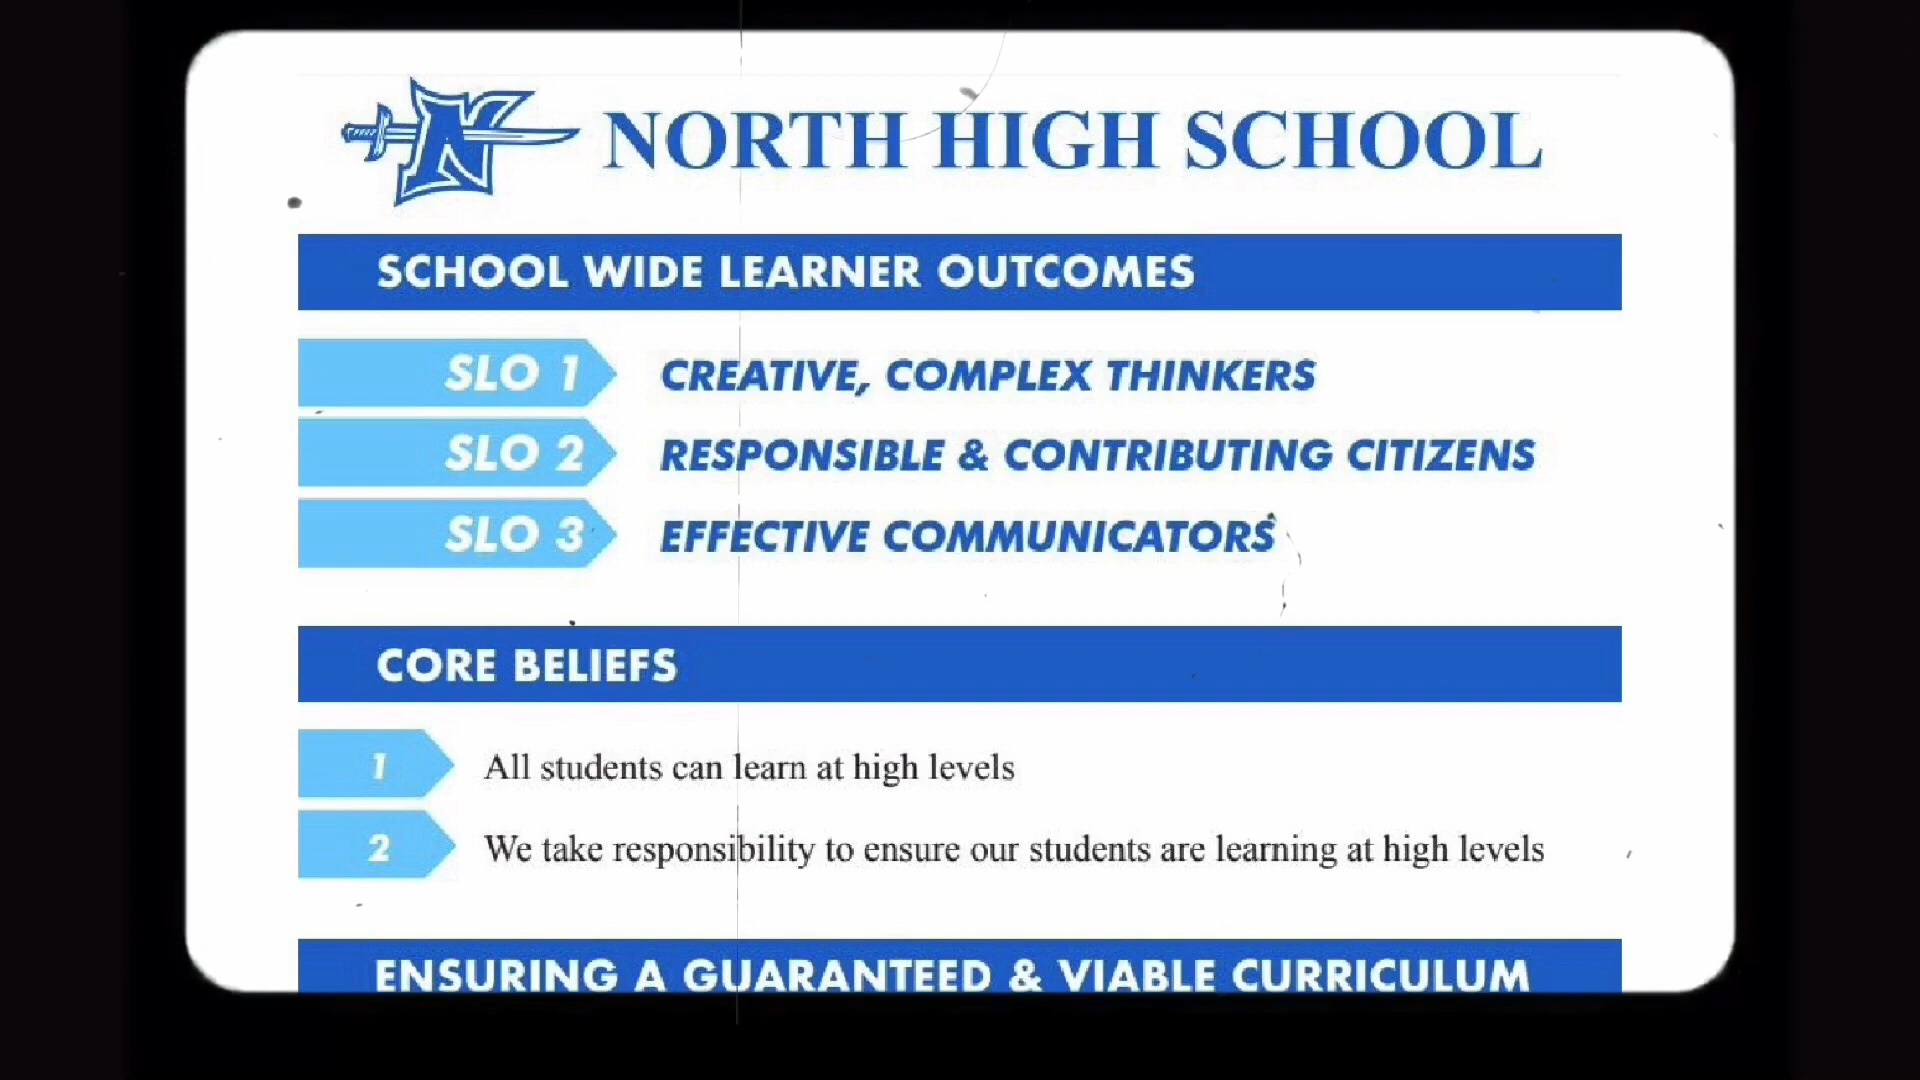 N NORTH HIGH SCHOOL
SCHOOL WIDE LEARNER OUTCOMES
SLO 1 CREATIVE, COMPLEX THINKERS
SLO 2 RESPONSIBLE & CONTRIBUTING CITIZENS
SLO 3 EFFECTIVE COMMUNICATORS
CORE BELIEFS
1 All students can learn at high levels
2 We take responsibility to ensure our students are learning at high levels
ENSURING A GUARANTEED & VIABLE CURRICULUM